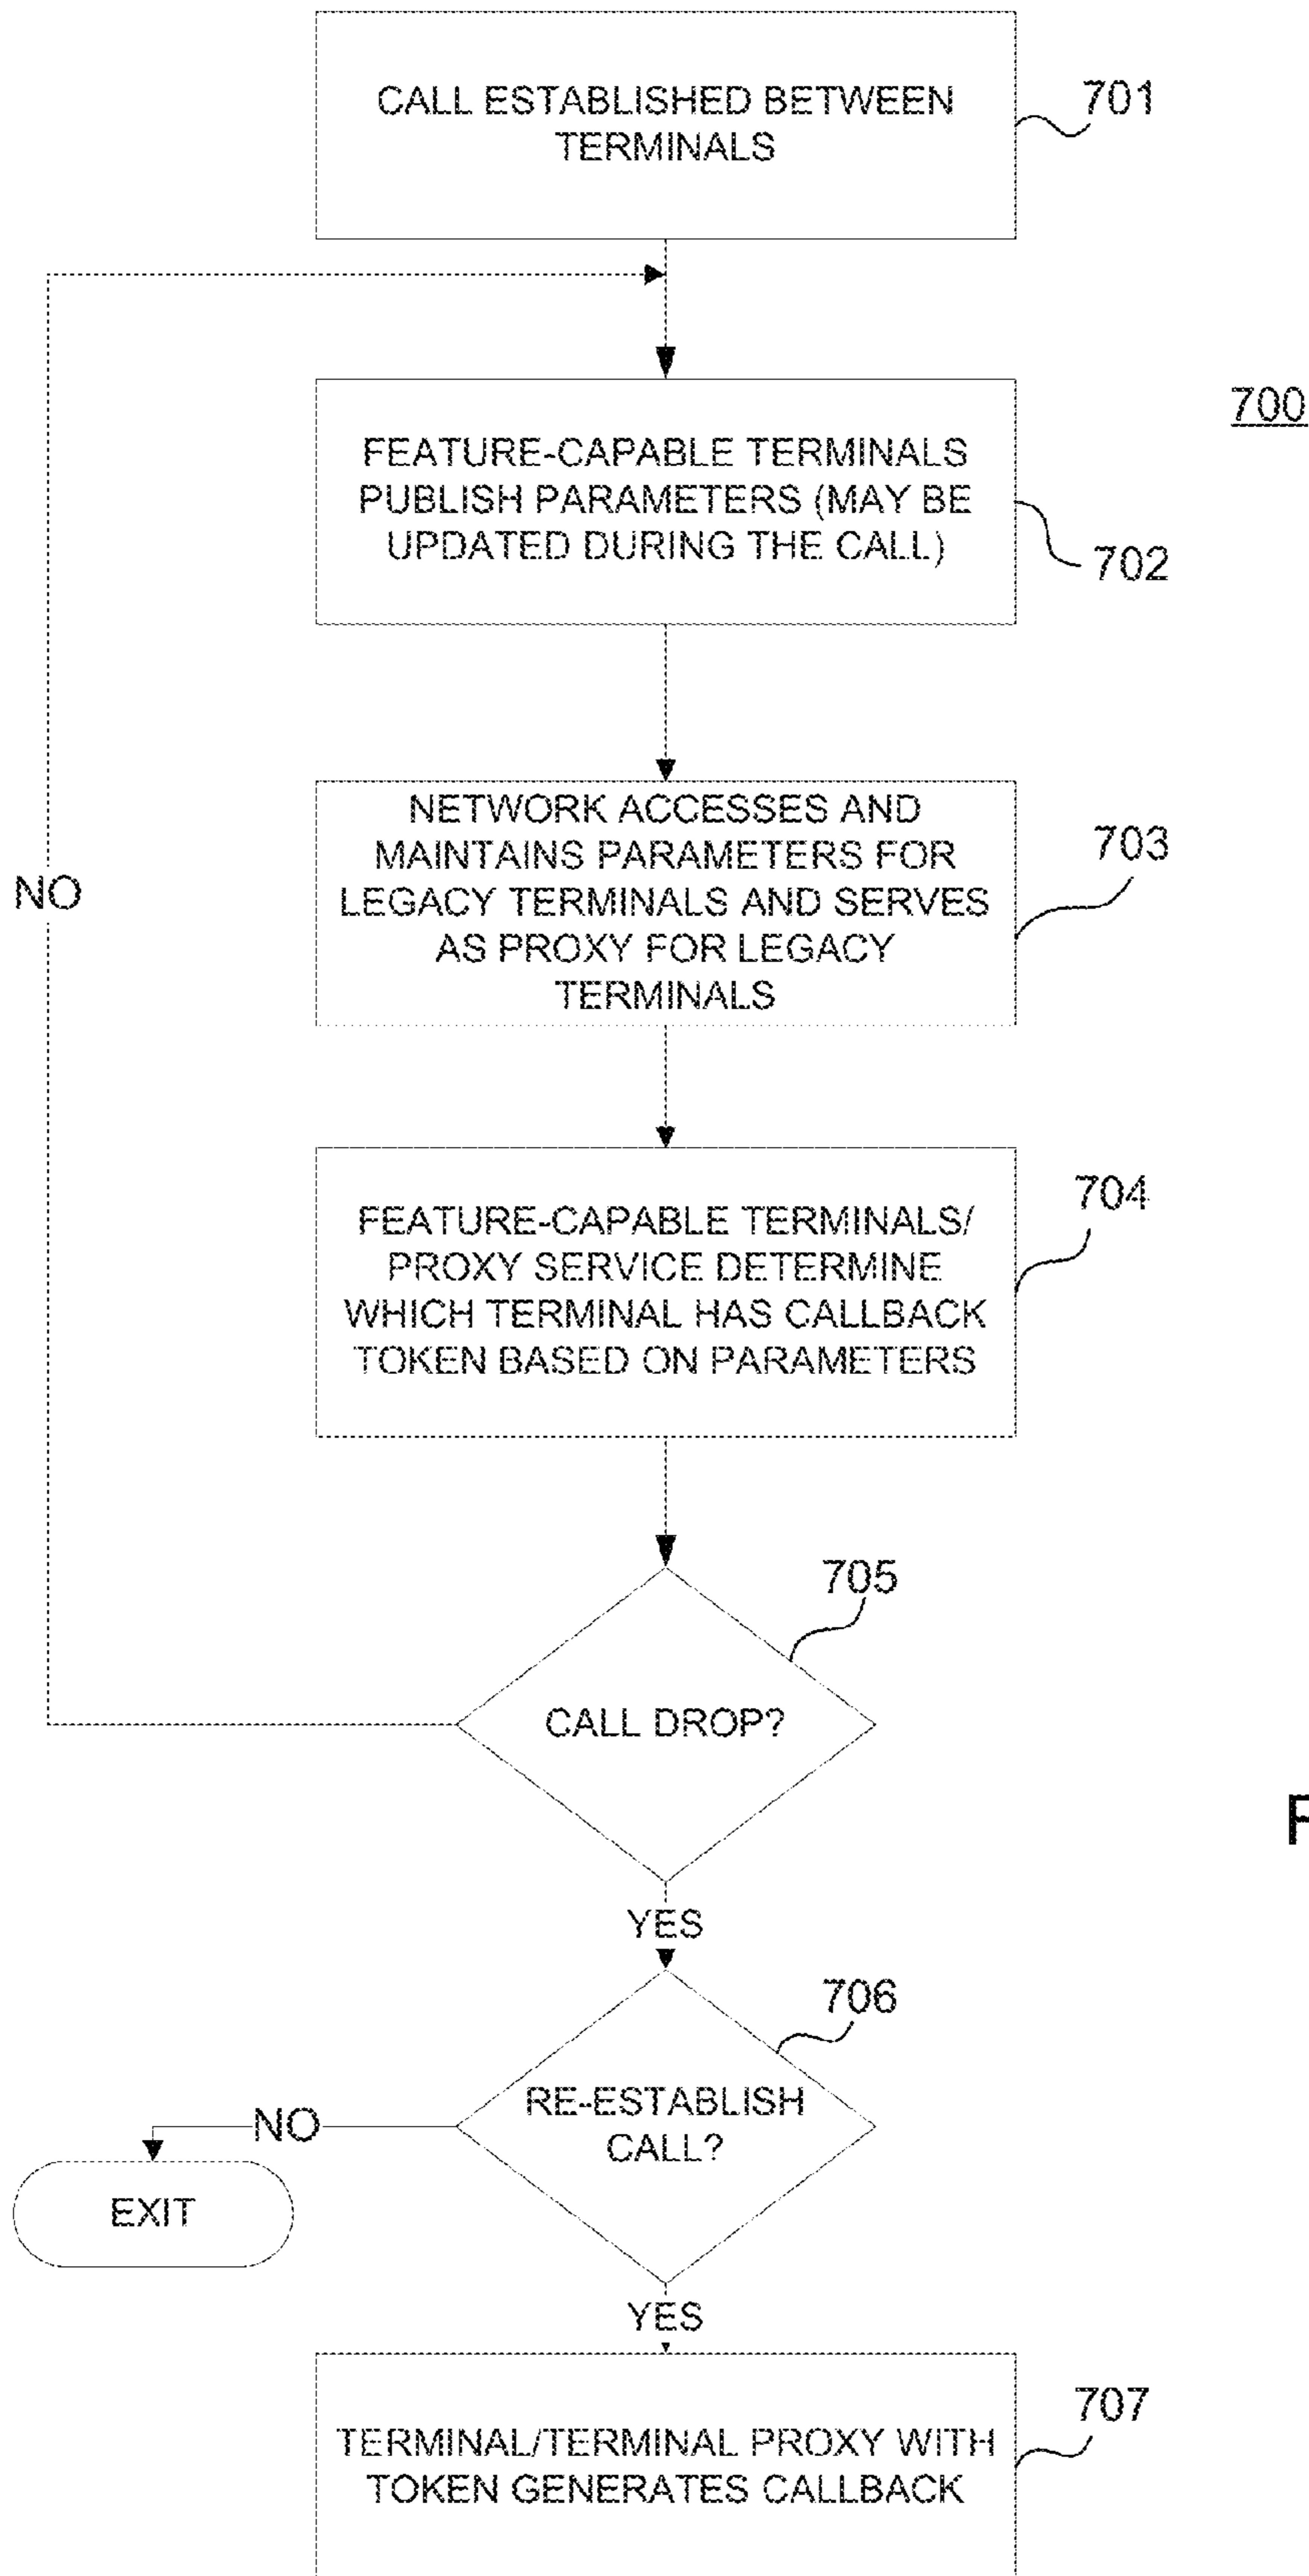 CALL ESTABLISHED BETWEEN
TERMINALS
701
FEATURE-CAPABLE TERMINALS
PUBLISH PARAMETERS (MAY BE
UPDATED DURING THE CALL)
700
702
NETWORK ACCESSES AND
MAINTAINS PARAMETERS FOR
LEGACY TERMINALS AND SERVES
AS PROXY FOR LEGACY
TERMINALS
703
NO
FEATURE-CAPABLE TERMINALS/
PROXY SERVICE DETERMINE
WHICH TERMINAL HAS CALLBACK
TOKEN BASED ON PARAMETERS
704
705
CALL DROP?
YES
706
RE-ESTABLISH
CALL?
NO
EXIT
YES
TERMINAL/TERMINAL PROXY WITH
TOKEN GENERATES CALLBACK
707